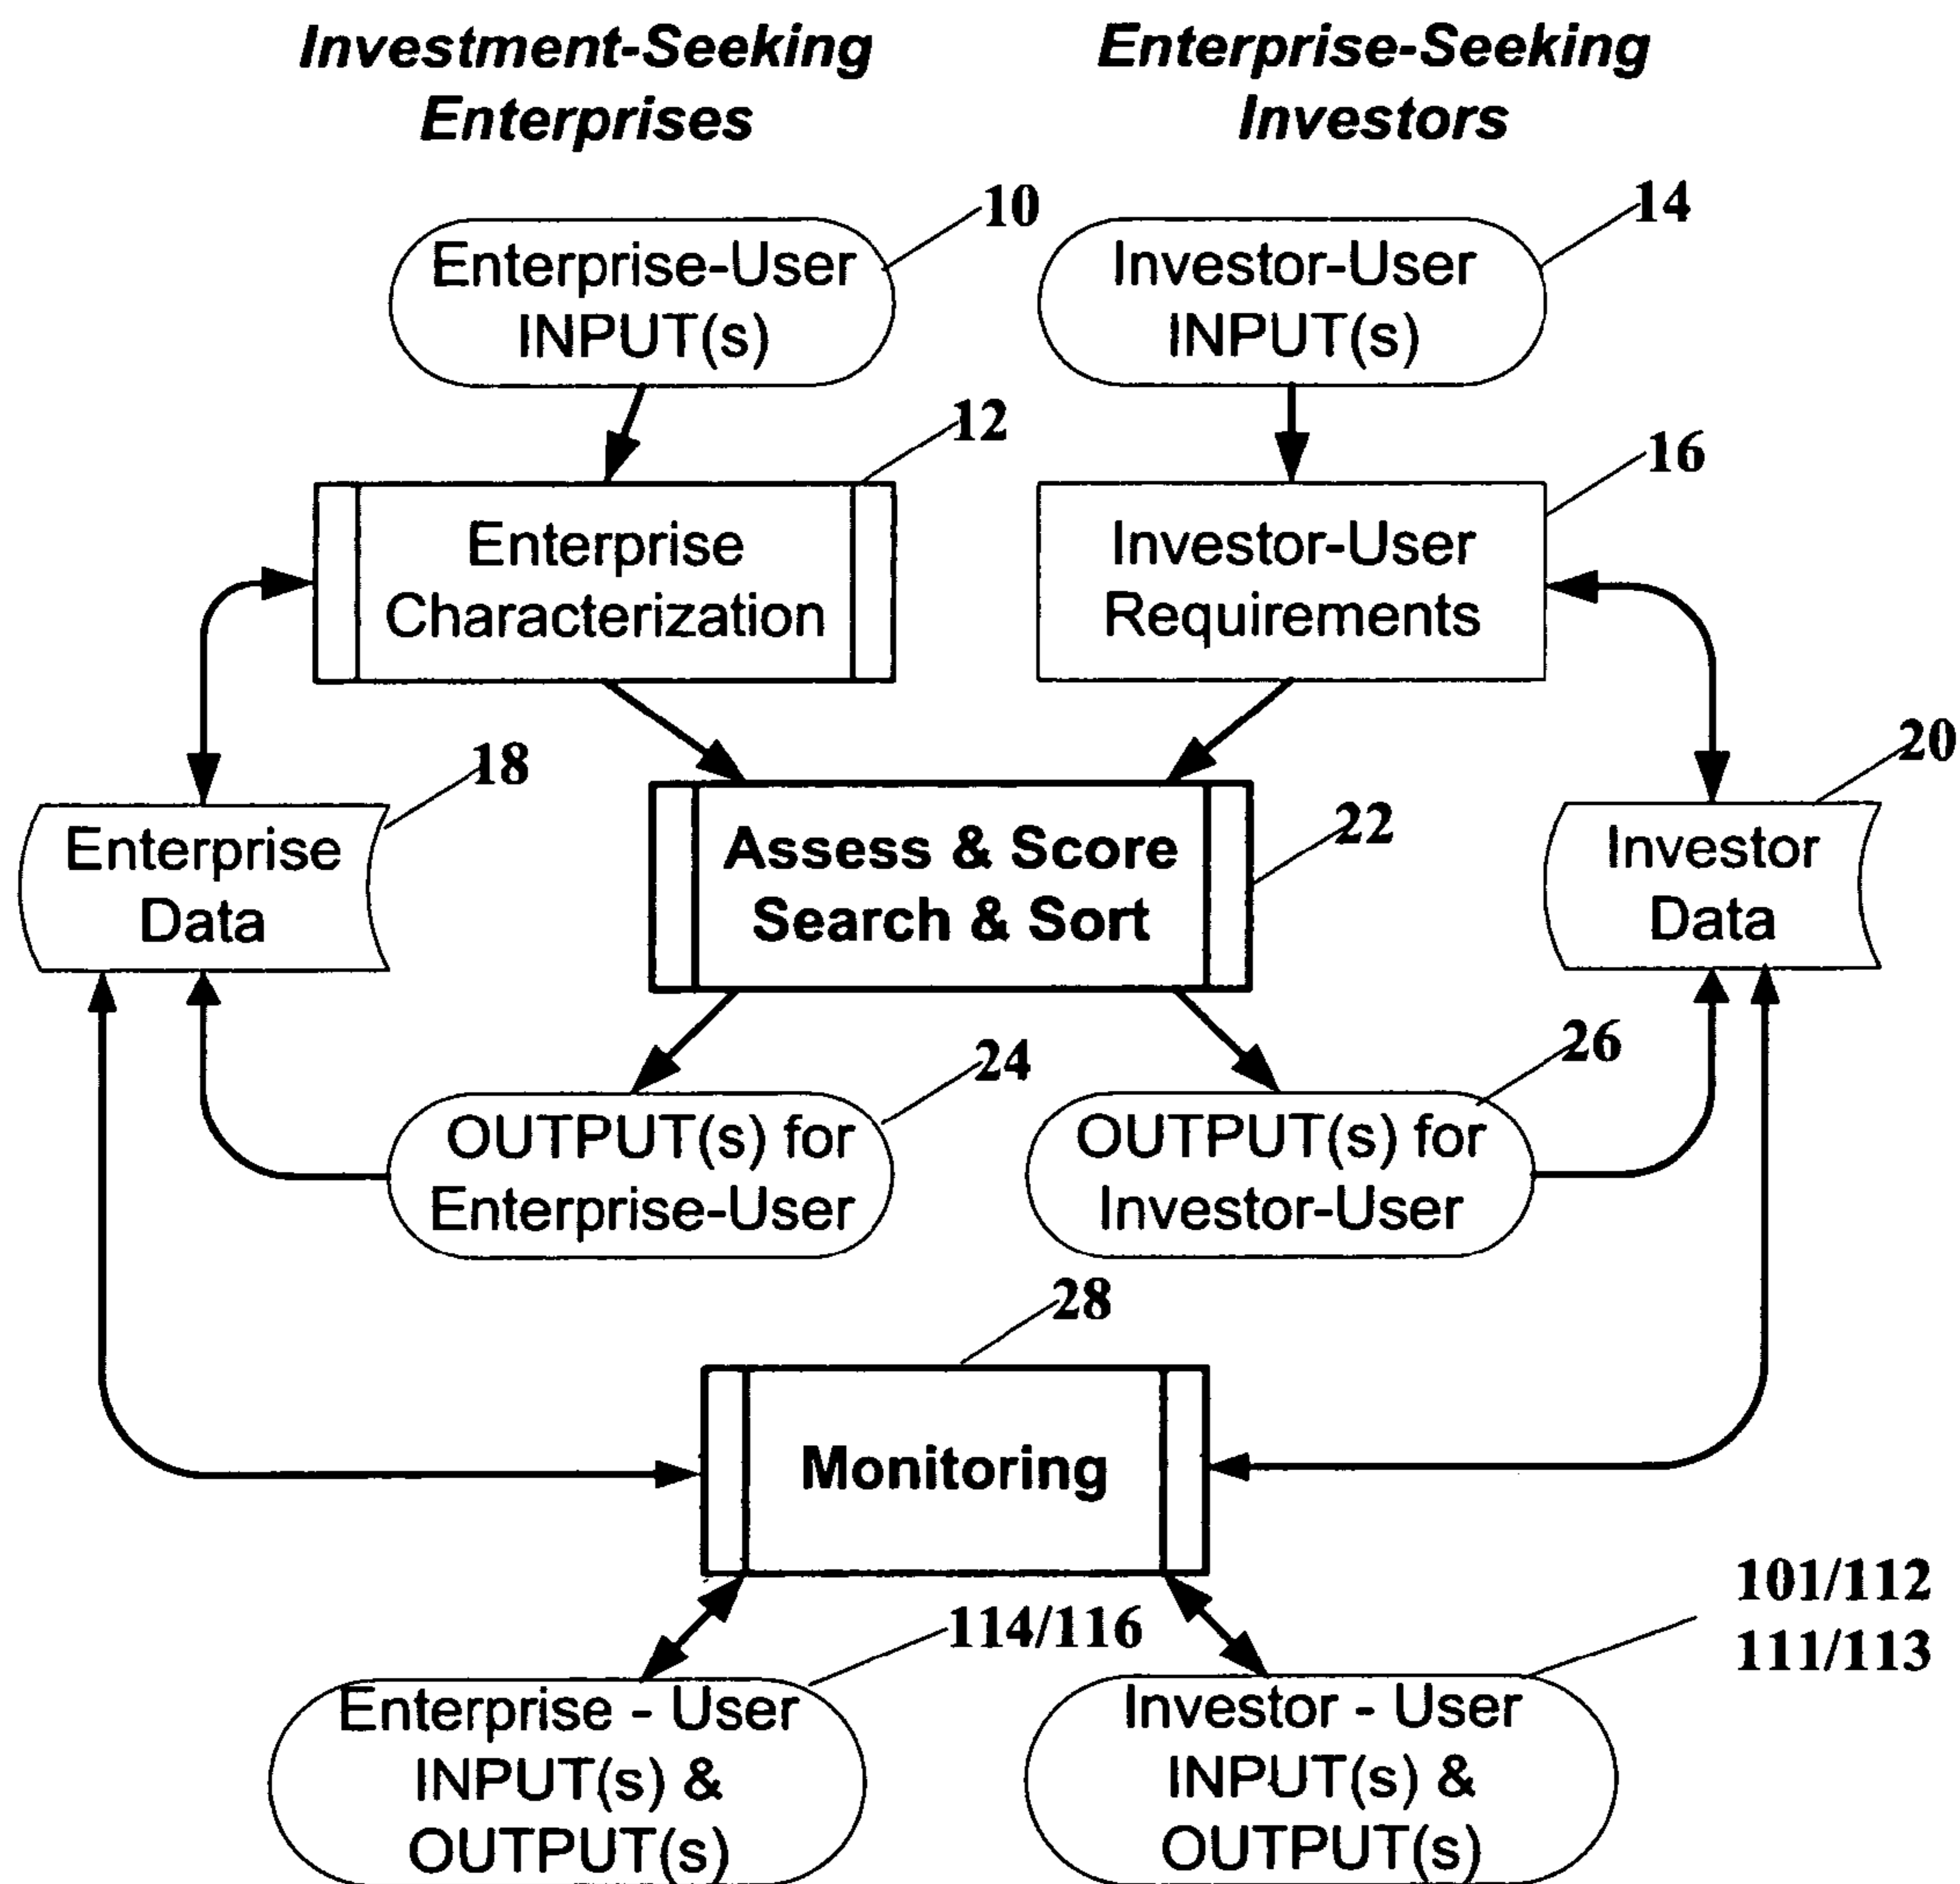 Investment-Seeking
Enterprises
Enterprise-Seeking
Investors
10
14
Enterprise-User
INPUT(s)
Investor-User
INPUT(s)
12
16
Enterprise
Characterization
Investor-User
Requirements
18
20
Enterprise
Data
22
Assess & Score
Search & Sort
Investor
Data
24
26
OUTPUT(s) for
Enterprise-User
OUTPUT(s) for
Investor-User
28
Monitoring
101/112
111/113
114/116
Enterprise - User
INPUT(s) &
OUTPUT(s)
Investor - User
INPUT(s) &
OUTPUT(s)